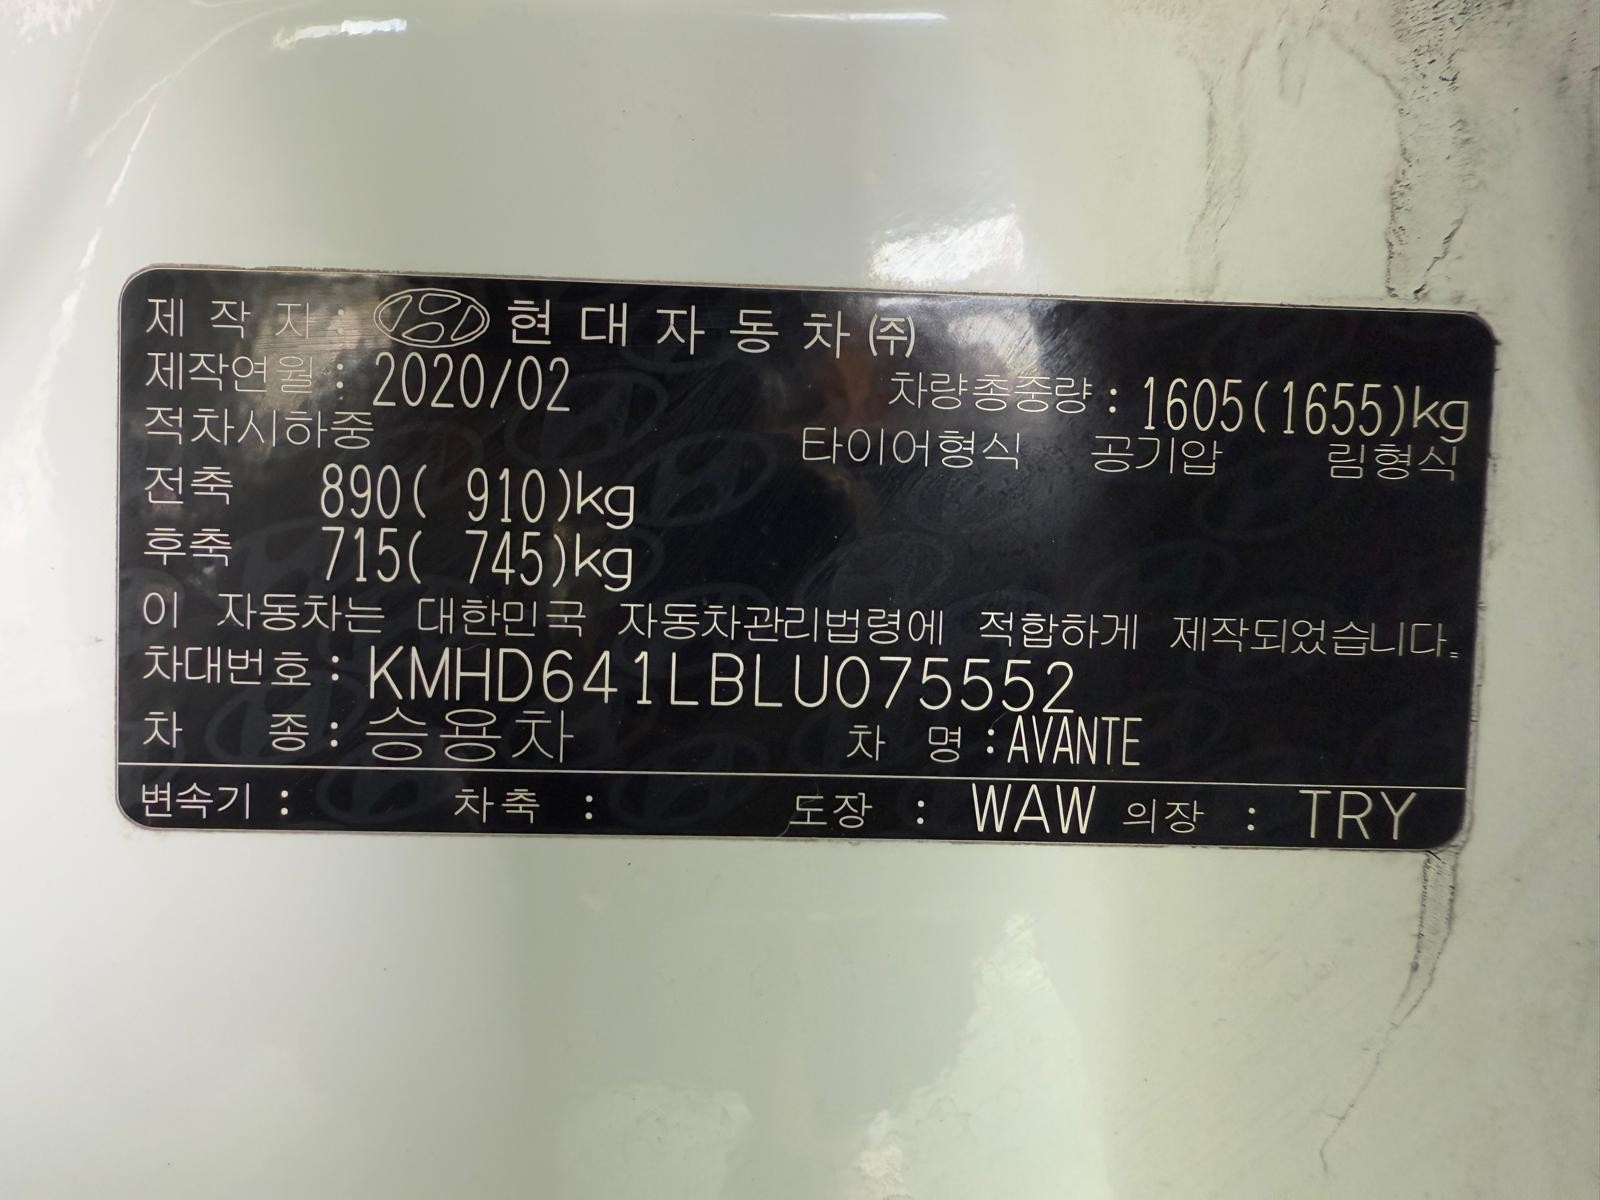 제 작 자 : 현 대 자 동 차 ㈜
제작연월 : 2020/02 차량총중량 : 1605(1655)kg
적차시하중 타이어형식 공기압 림형식
전축 890( 910)kg
후축 715( 745)kg
이 자동차는 대한민국 자동차관리법령에 적합하게 제작되었습니다.
차대번호 : KMHD641LBLU075552
차 종 : 승용차 차 명 : AVANTE
변속기 : 차축 : 도장 : WAW 의장 : TRY